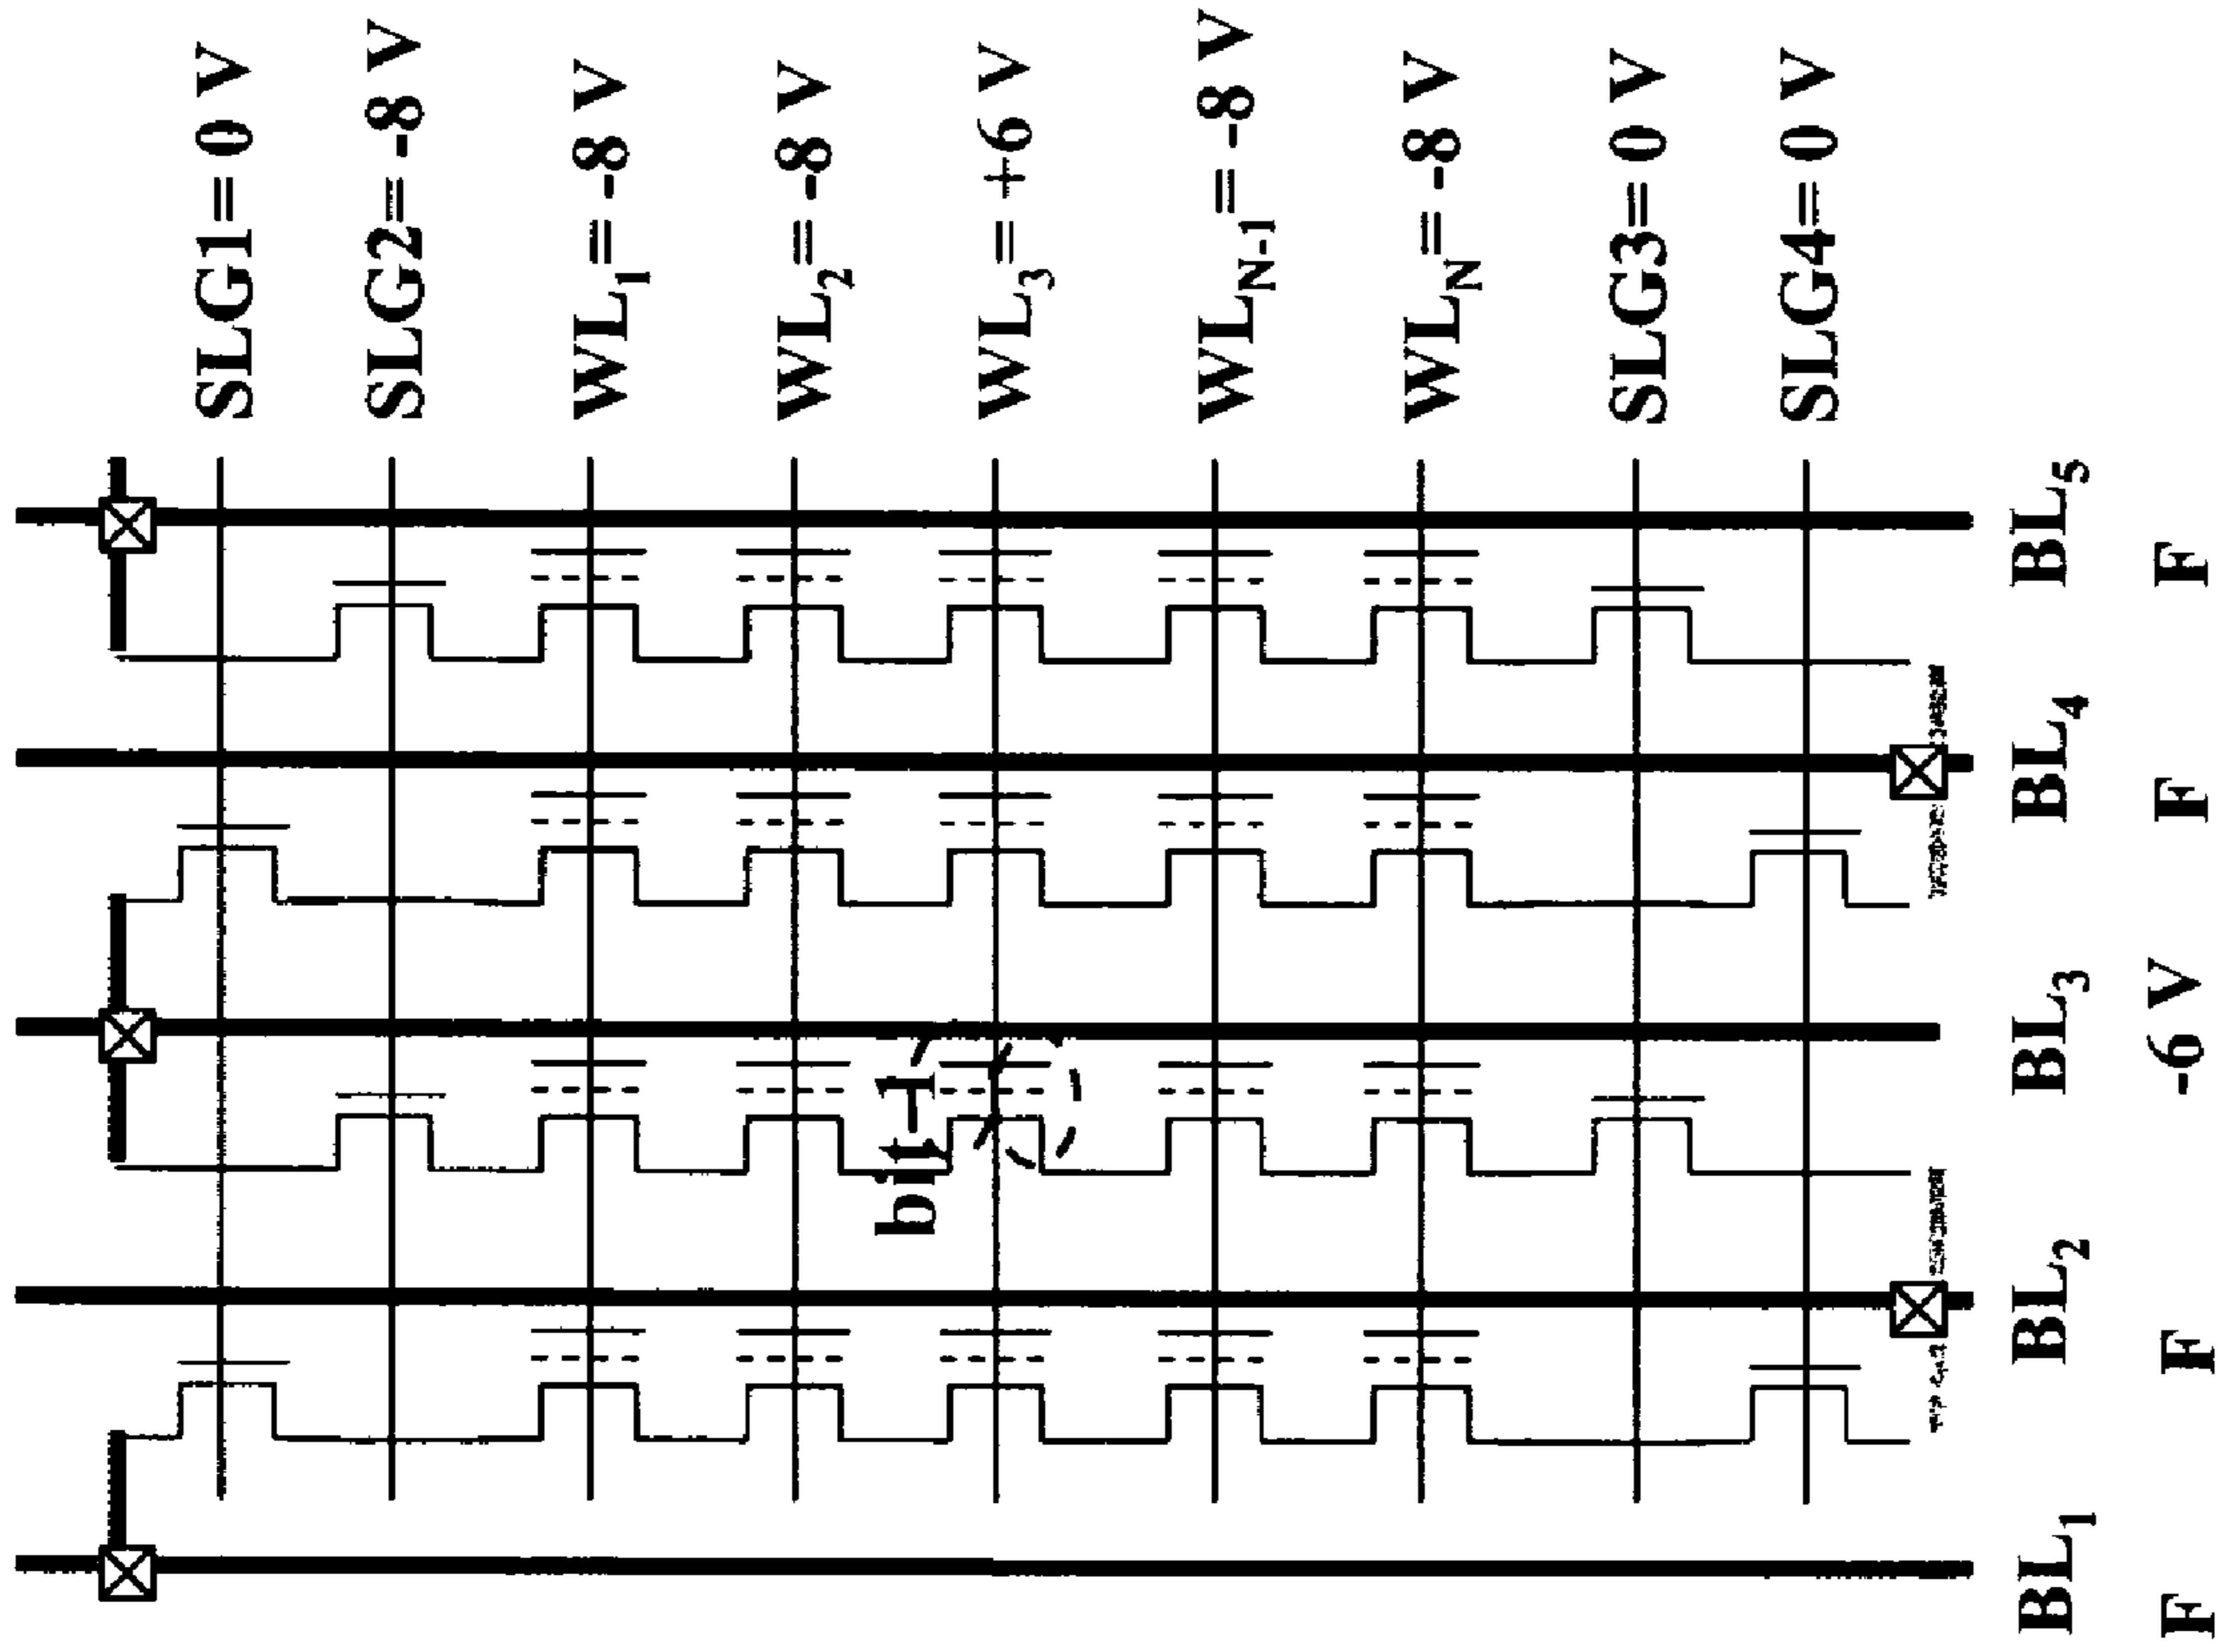 SLG1= 0 V
SLG2= -8 V
WL1= -8 V
WL2= -8 V
WL3= +6 V
WLN-1= -8 V
WLN= -8 V
SLG3= 0 V
SLG4= 0 V
bit-1
BL1 BL2 BL3 BL4 BL5
F F -6 V F F